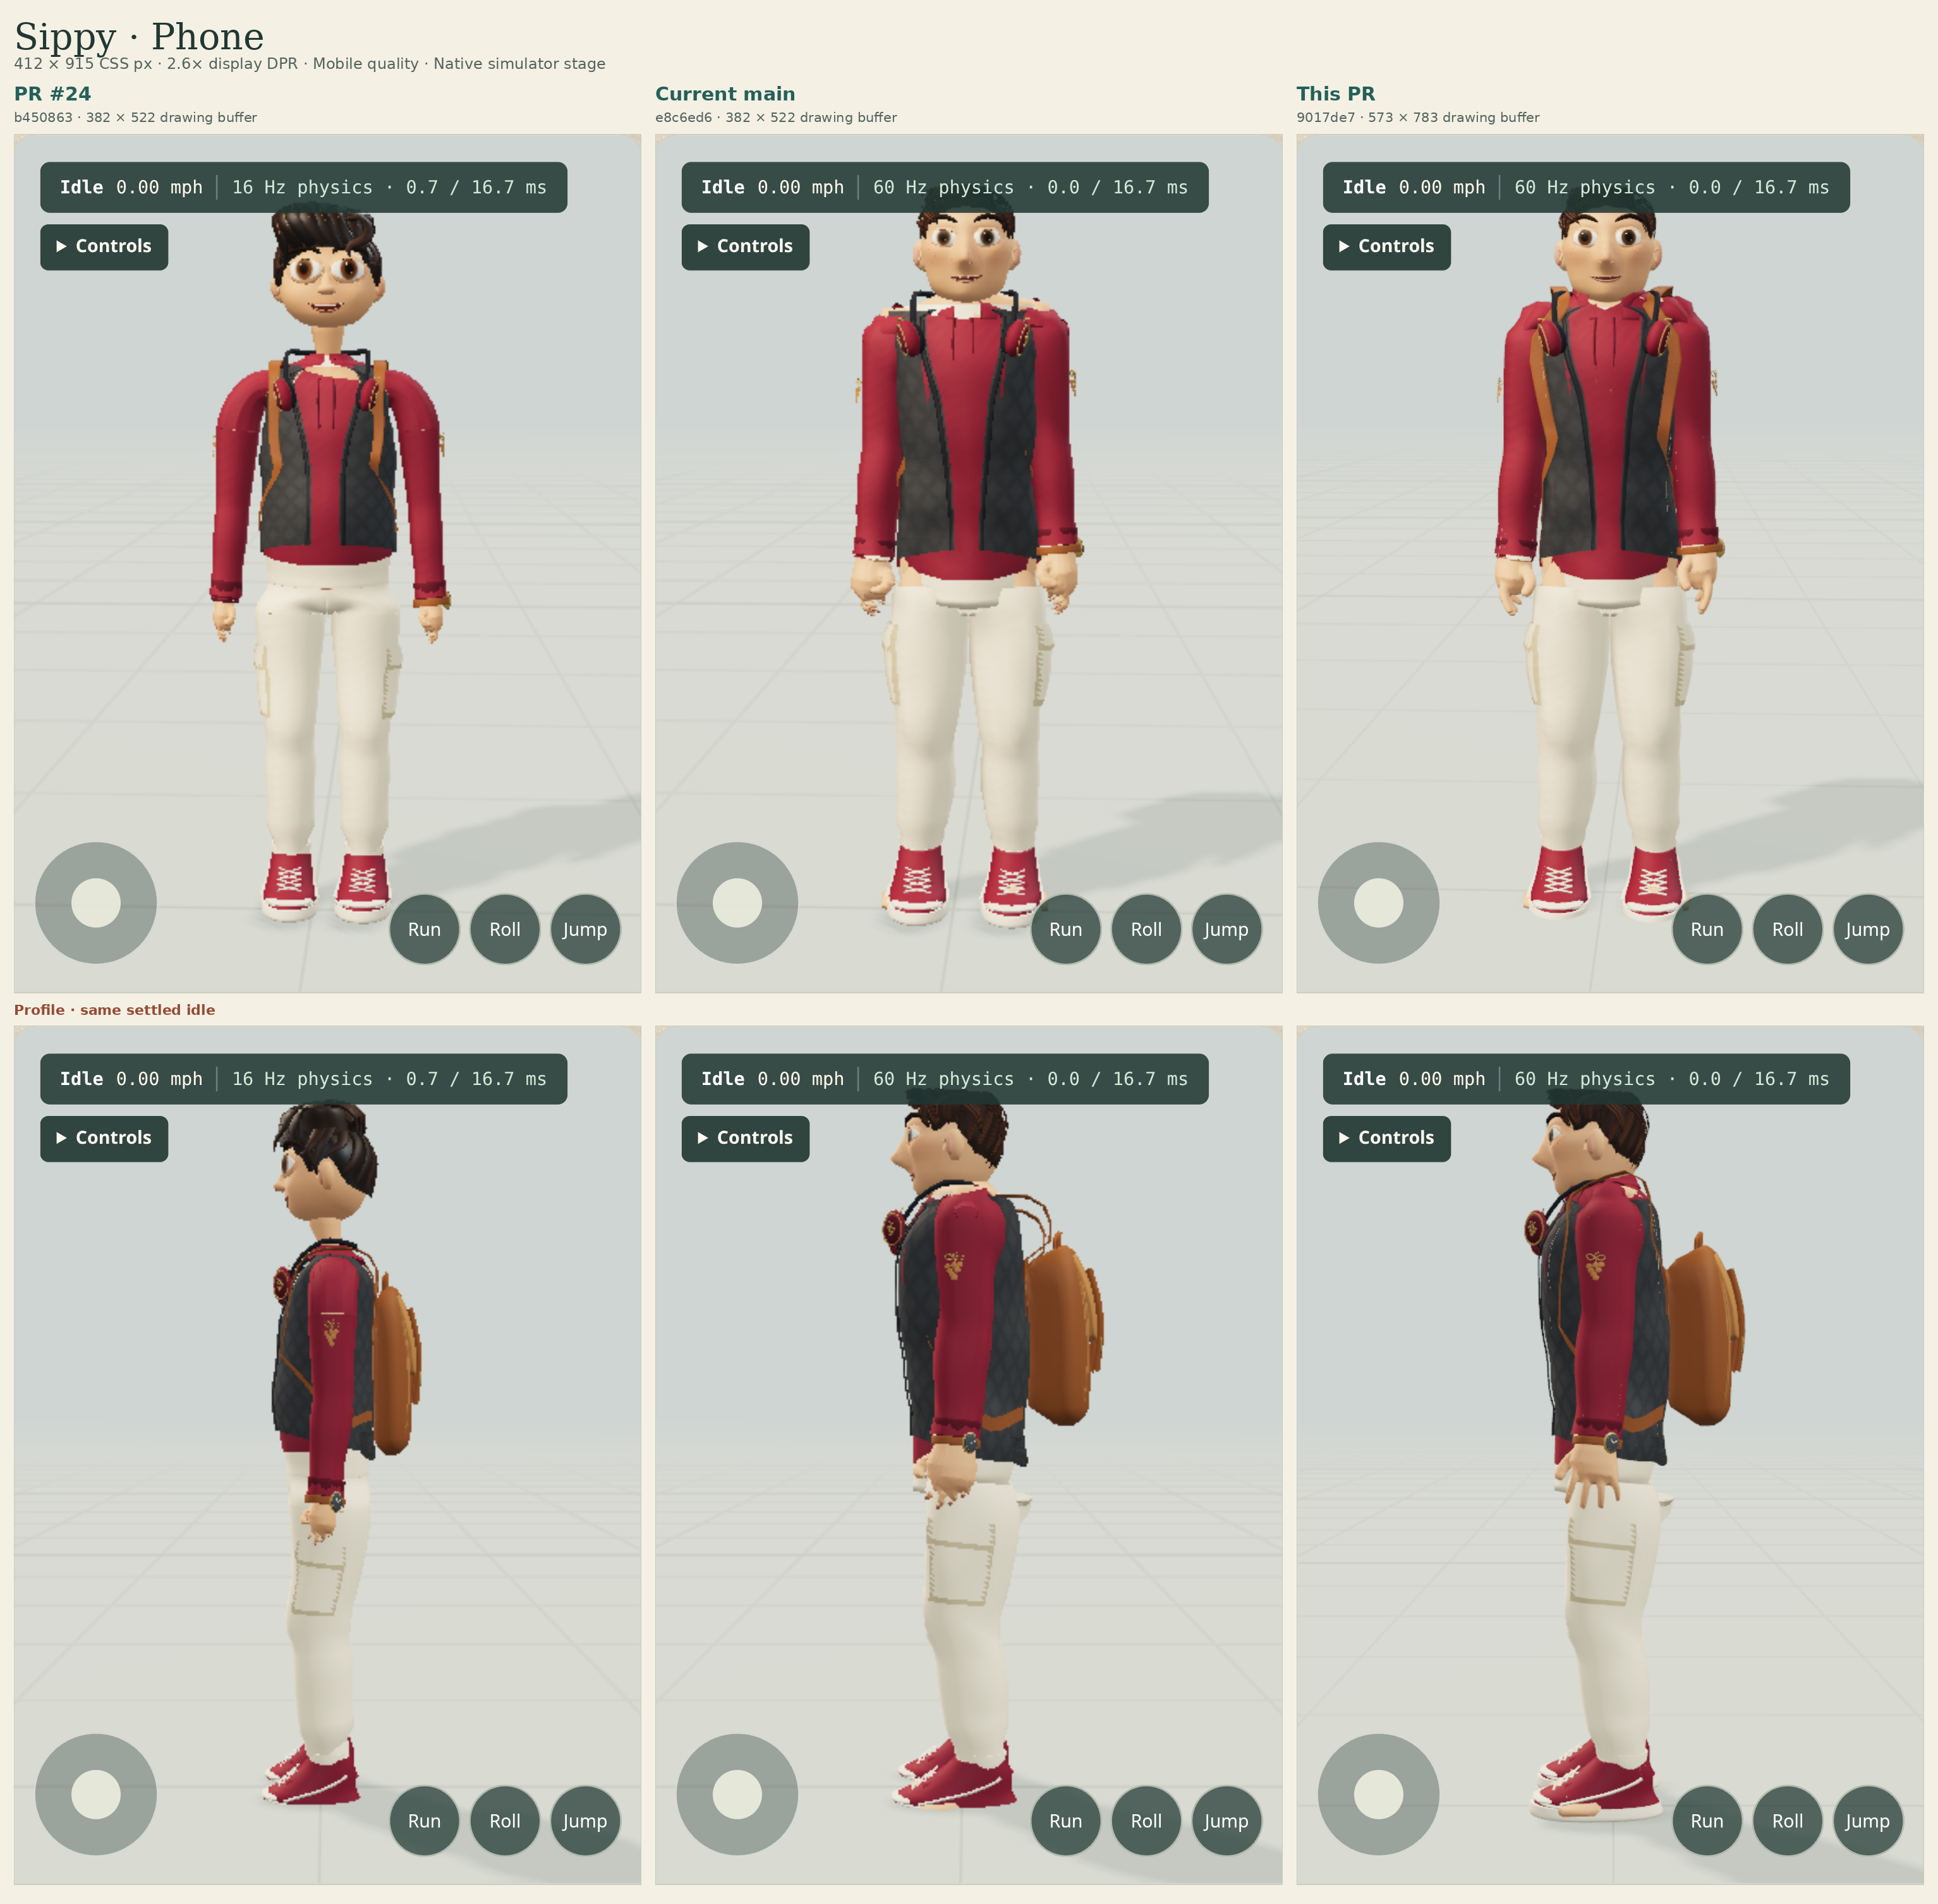 Sippy · Phone
412 × 915 CSS px · 2.6× display DPR · Mobile quality · Native simulator stage
PR #24
b450863 · 382 × 522 drawing buffer
Idle 0.00 mph | 16 Hz physics · 0.7 / 16.7 ms
▶ Controls
Run Roll Jump
Current main
e8c6ed6 · 382 × 522 drawing buffer
Idle 0.00 mph | 60 Hz physics · 0.0 / 16.7 ms
▶ Controls
Run Roll Jump
This PR
9017de7 · 573 × 783 drawing buffer
Idle 0.00 mph | 60 Hz physics · 0.0 / 16.7 ms
▶ Controls
Run Roll Jump
Profile · same settled idle
Idle 0.00 mph | 16 Hz physics · 0.7 / 16.7 ms
▶ Controls
Run Roll Jump
Idle 0.00 mph | 60 Hz physics · 0.0 / 16.7 ms
▶ Controls
Run Roll Jump
Idle 0.00 mph | 60 Hz physics · 0.0 / 16.7 ms
▶ Controls
Run Roll Jump